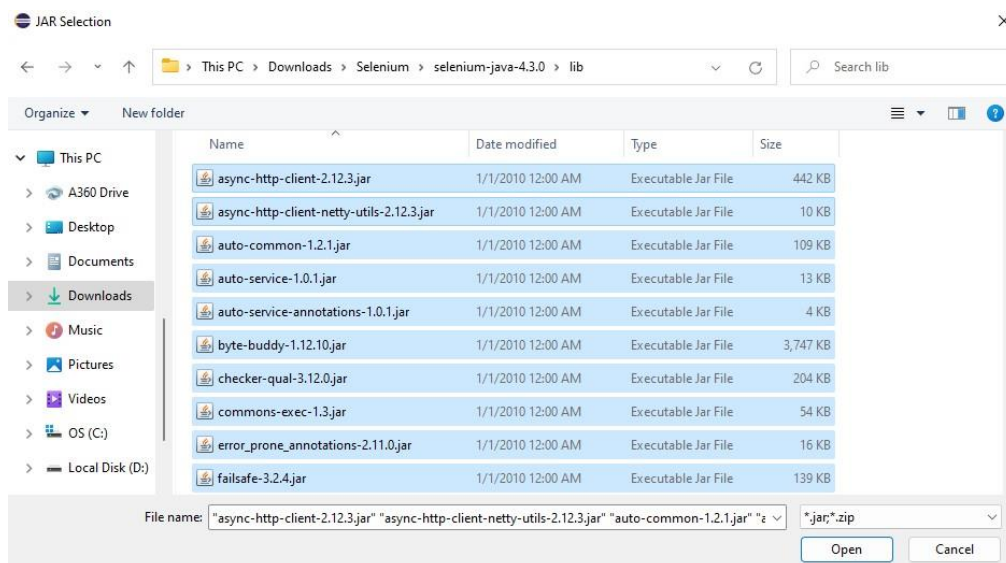 JAR Selection
This PC > Downloads > Selenium > selenium-java-4.3.0 > lib
Search lib
Organize New folder
Name Date modified Type Size
This PC
A360 Drive
Desktop
Documents
Downloads
Music
Pictures
Videos
OS (C:)
Local Disk (D:)
async-http-client-2.12.3.jar 1/1/2010 12:00 AM Executable Jar File 442 KB
async-http-client-netty-utils-2.12.3.jar 1/1/2010 12:00 AM Executable Jar File 10 KB
auto-common-1.2.1.jar 1/1/2010 12:00 AM Executable Jar File 109 KB
auto-service-1.0.1.jar 1/1/2010 12:00 AM Executable Jar File 13 KB
auto-service-annotations-1.0.1.jar 1/1/2010 12:00 AM Executable Jar File 4 KB
byte-buddy-1.12.10.jar 1/1/2010 12:00 AM Executable Jar File 3,747 KB
checker-qual-3.12.0.jar 1/1/2010 12:00 AM Executable Jar File 204 KB
commons-exec-1.3.jar 1/1/2010 12:00 AM Executable Jar File 54 KB
error_prone_annotations-2.11.0.jar 1/1/2010 12:00 AM Executable Jar File 16 KB
failsafe-3.2.4.jar 1/1/2010 12:00 AM Executable Jar File 139 KB
File name: "async-http-client-2.12.3.jar" "async-http-client-netty-utils-2.12.3.jar" "auto-common-1.2.1.jar" "a
*.jar;*.zip
Open Cancel